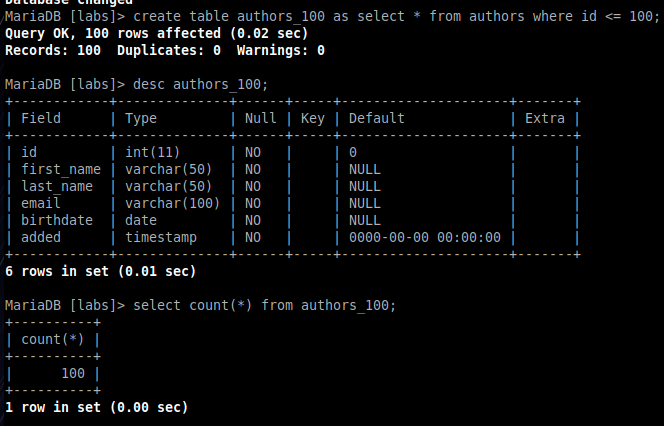 Database changed
MariaDB [labs]> create table authors_100 as select * from authors where id <= 100;
Query OK, 100 rows affected (0.02 sec)
Records: 100  Duplicates: 0  Warnings: 0

MariaDB [labs]> desc authors_100;
+------------+--------------+------+-----+---------------------+-------+
| Field      | Type         | Null | Key | Default             | Extra |
+------------+--------------+------+-----+---------------------+-------+
| id         | int(11)      | NO   |     | 0                   |       |
| first_name | varchar(50)  | NO   |     | NULL                |       |
| last_name  | varchar(50)  | NO   |     | NULL                |       |
| email      | varchar(100) | NO   |     | NULL                |       |
| birthdate  | date         | NO   |     | NULL                |       |
| added      | timestamp    | NO   |     | 0000-00-00 00:00:00 |       |
+------------+--------------+------+-----+---------------------+-------+
6 rows in set (0.01 sec)

MariaDB [labs]> select count(*) from authors_100;
+----------+
| count(*) |
+----------+
|      100 |
+----------+
1 row in set (0.00 sec)